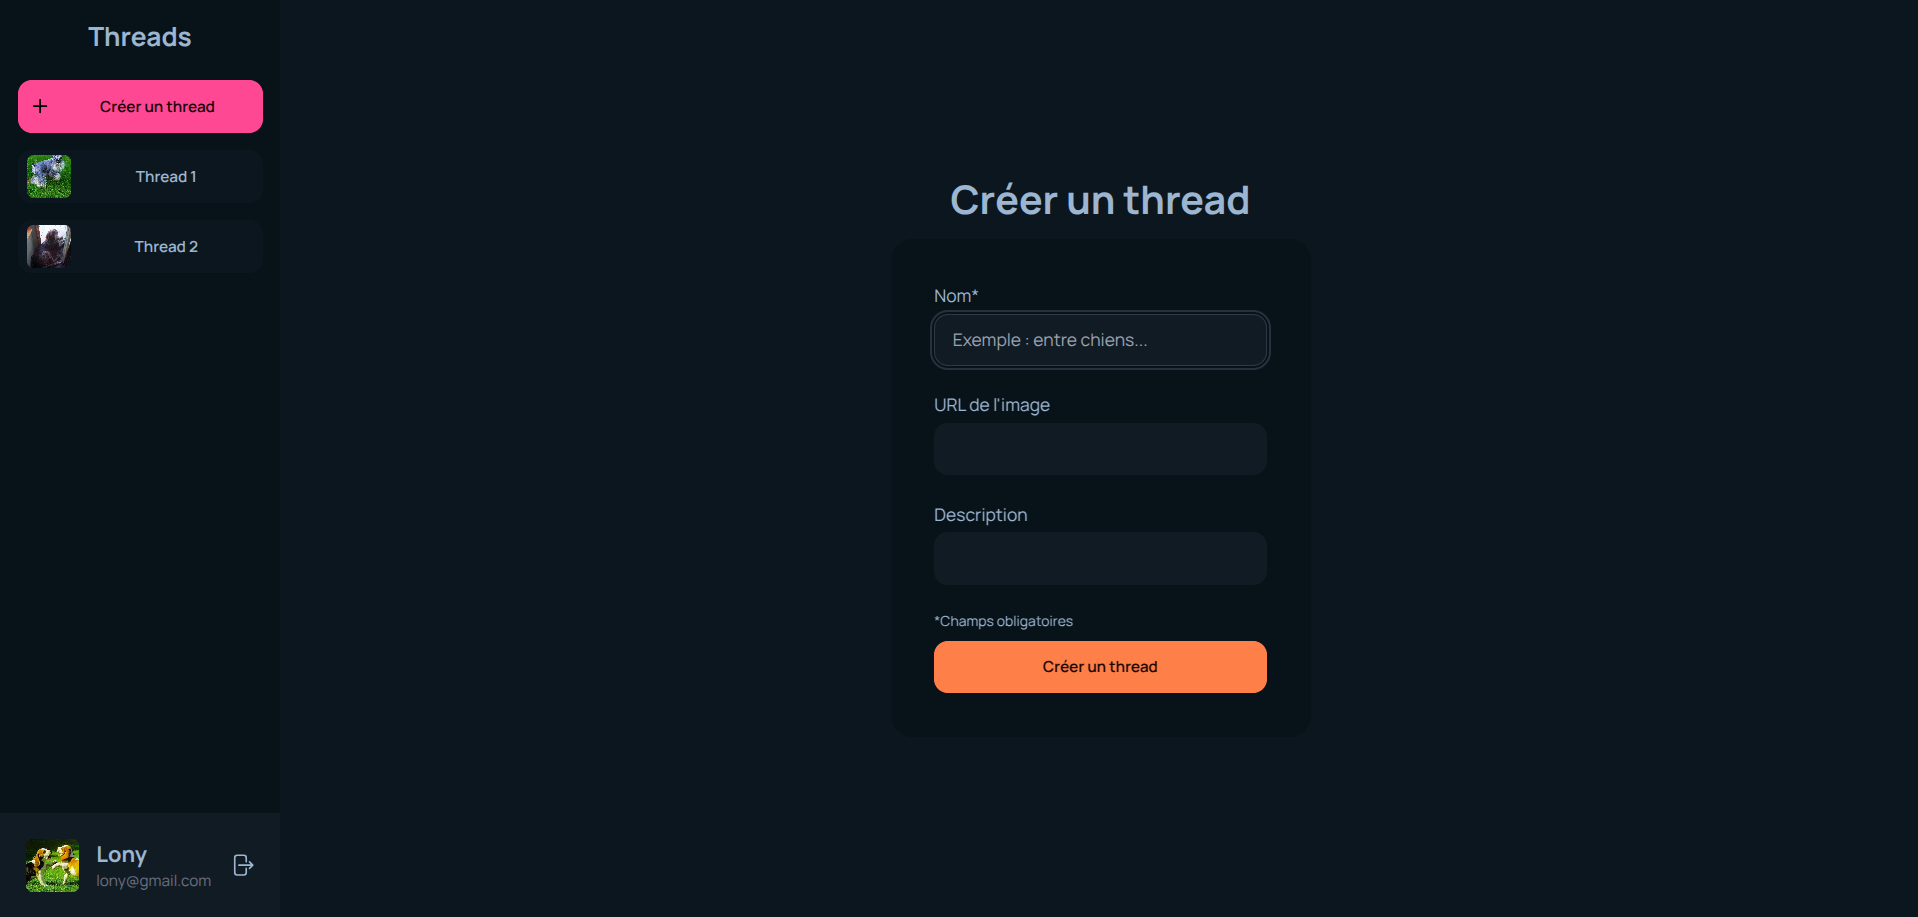 Threads
Créer un thread
Thread 1
Thread 2
Lony
lony@gmail.com
Créer un thread
Nom*
Exemple : entre chiens...
URL de l'image
Description
*Champs obligatoires
Créer un thread